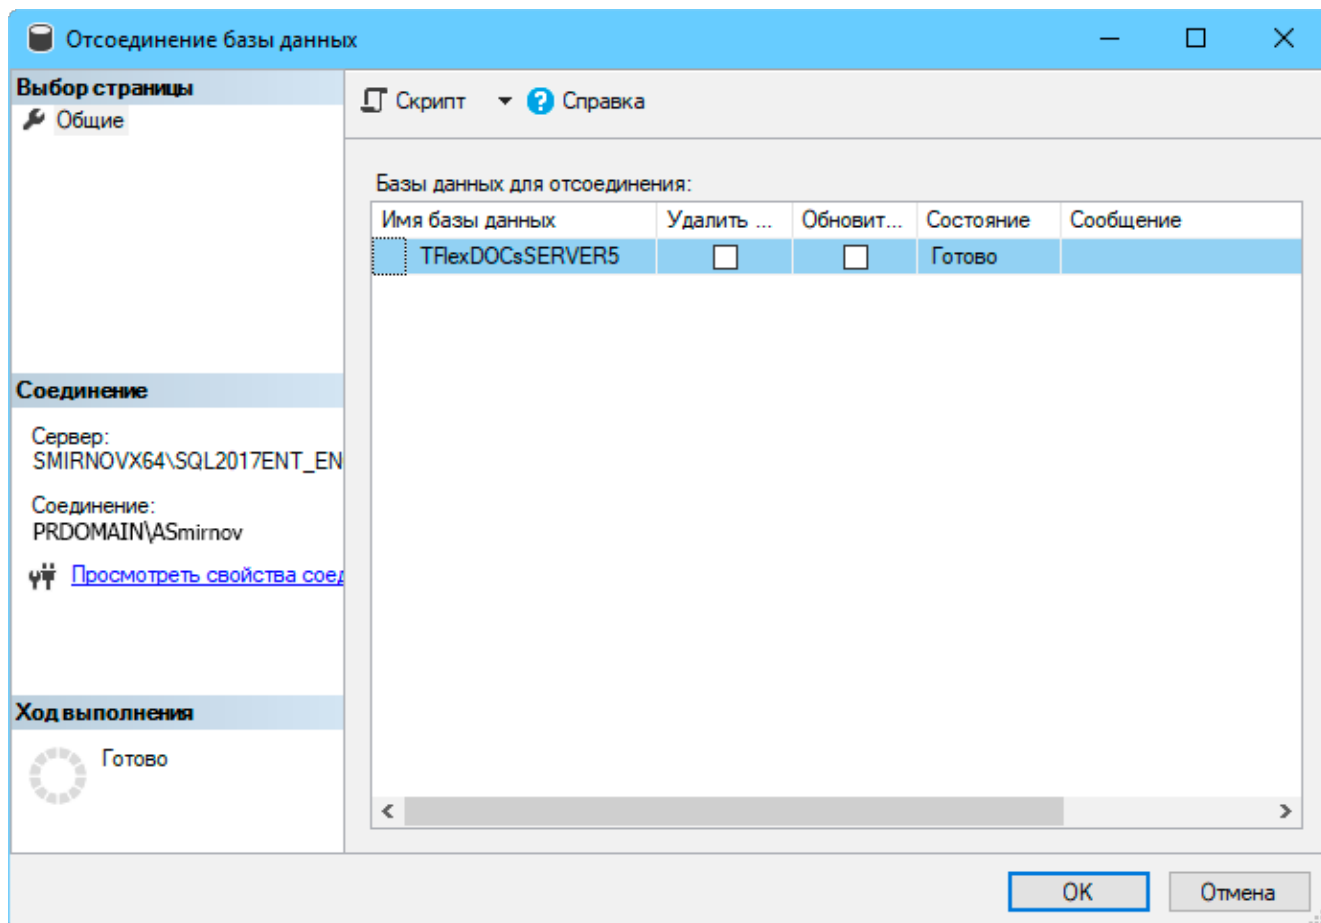 Отсоединение базы данных
Выбор страницы
Общие
Скрипт
Справка
Базы данных для отсоединения:
Имя базы данных Удалить ... Обновит... Состояние Сообщение
TFlexDOCsSERVER5 Готово
Соединение
Сервер:
SMIRNOVX64\SQL2017ENT_EN
Соединение:
PRDOMAIN\ASmirnov
Просмотреть свойства соед
Ход выполнения
Готово
OK Отмена